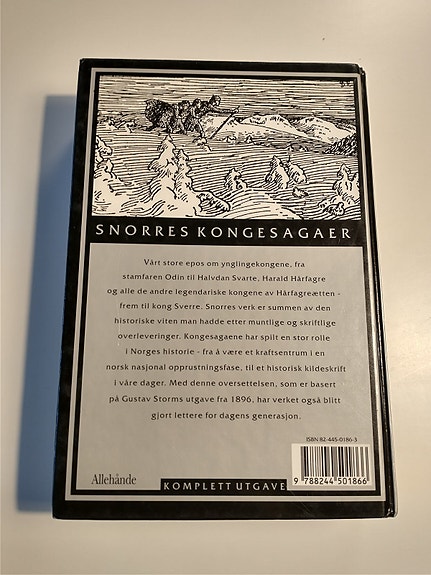 SNORRES KONGESAGAER
Vårt store epos om ynglingekongene, fra
stamfaren Odin til Halvdan Svarte, Harald Hårfagre
og alle de andre legendariske kongene av Hårfagreætten -
frem til kong Sverre. Snorres verk er summen av den
historiske viten man hadde etter muntlige og skriftlige
overleveringer. Kongesagaene har spilt en stor rolle
i Norges historie - fra å være et kraftsentrum i en
norsk nasjonal opprustningsfase, til et historisk kildeskrift
i våre dager. Med denne oversettelsen, som er basert
på Gustav Storms utgave fra 1896, har verket også blitt
gjort lettere for dagens generasjon.
ISBN 82-445-0186-3
9 788244 501866
Allehånde
KOMPLETT UTGAVE